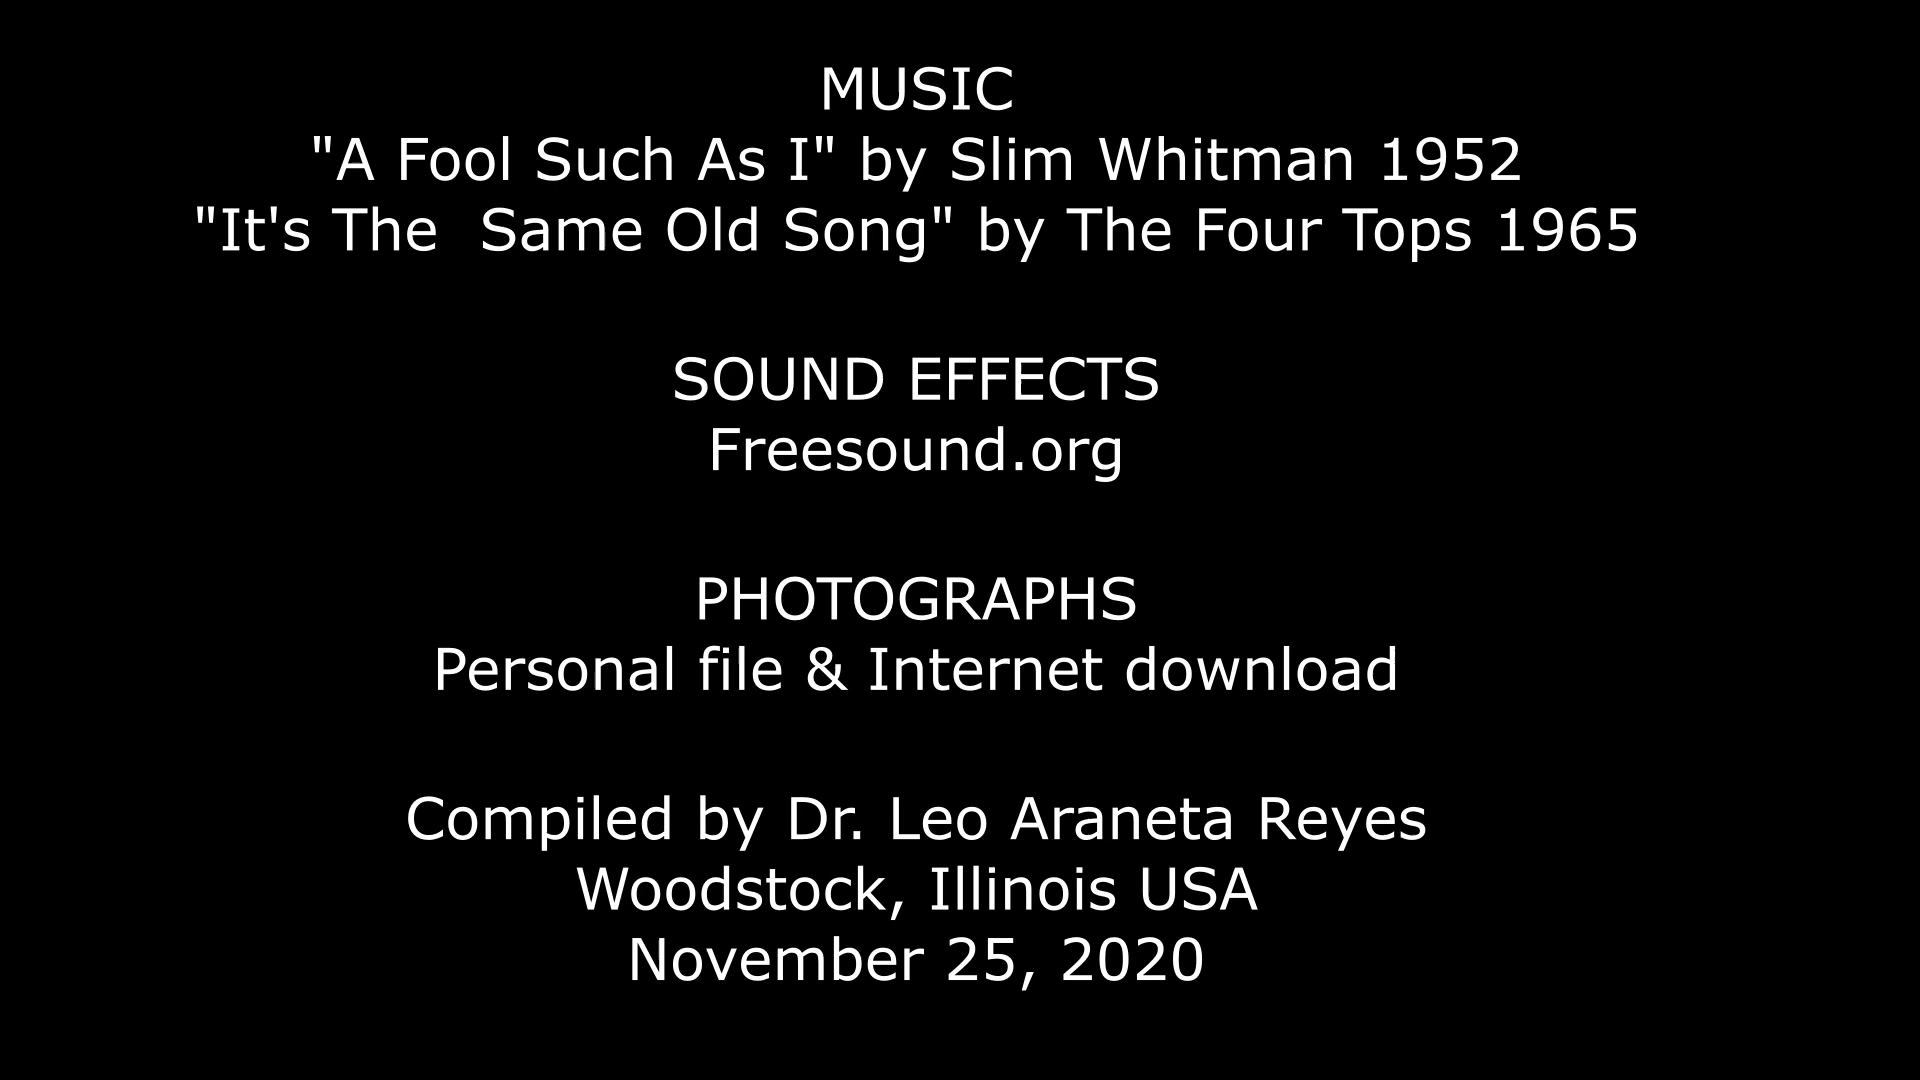 MUSIC
"A Fool Such As I" by Slim Whitman 1952
"It's The  Same Old Song" by The Four Tops 1965
SOUND EFFECTS
Freesound.org
PHOTOGRAPHS
Personal file & Internet download
Compiled by Dr. Leo Araneta Reyes
Woodstock, Illinois USA
November 25, 2020